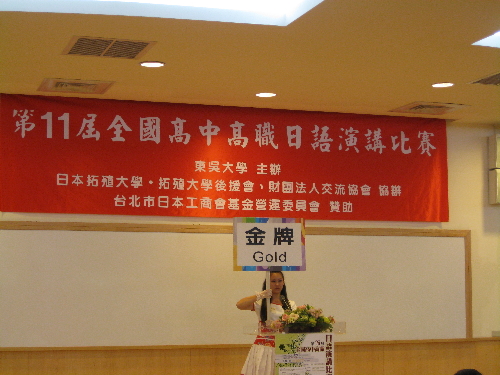 第11屆全國高中高職日語演講比賽
東吳大學 主辦
日本拓殖大學・拓殖大學後援會、財團法人交流協會 協辦
台北市日本工商會基金營運委員會 贊助
金牌
Gold